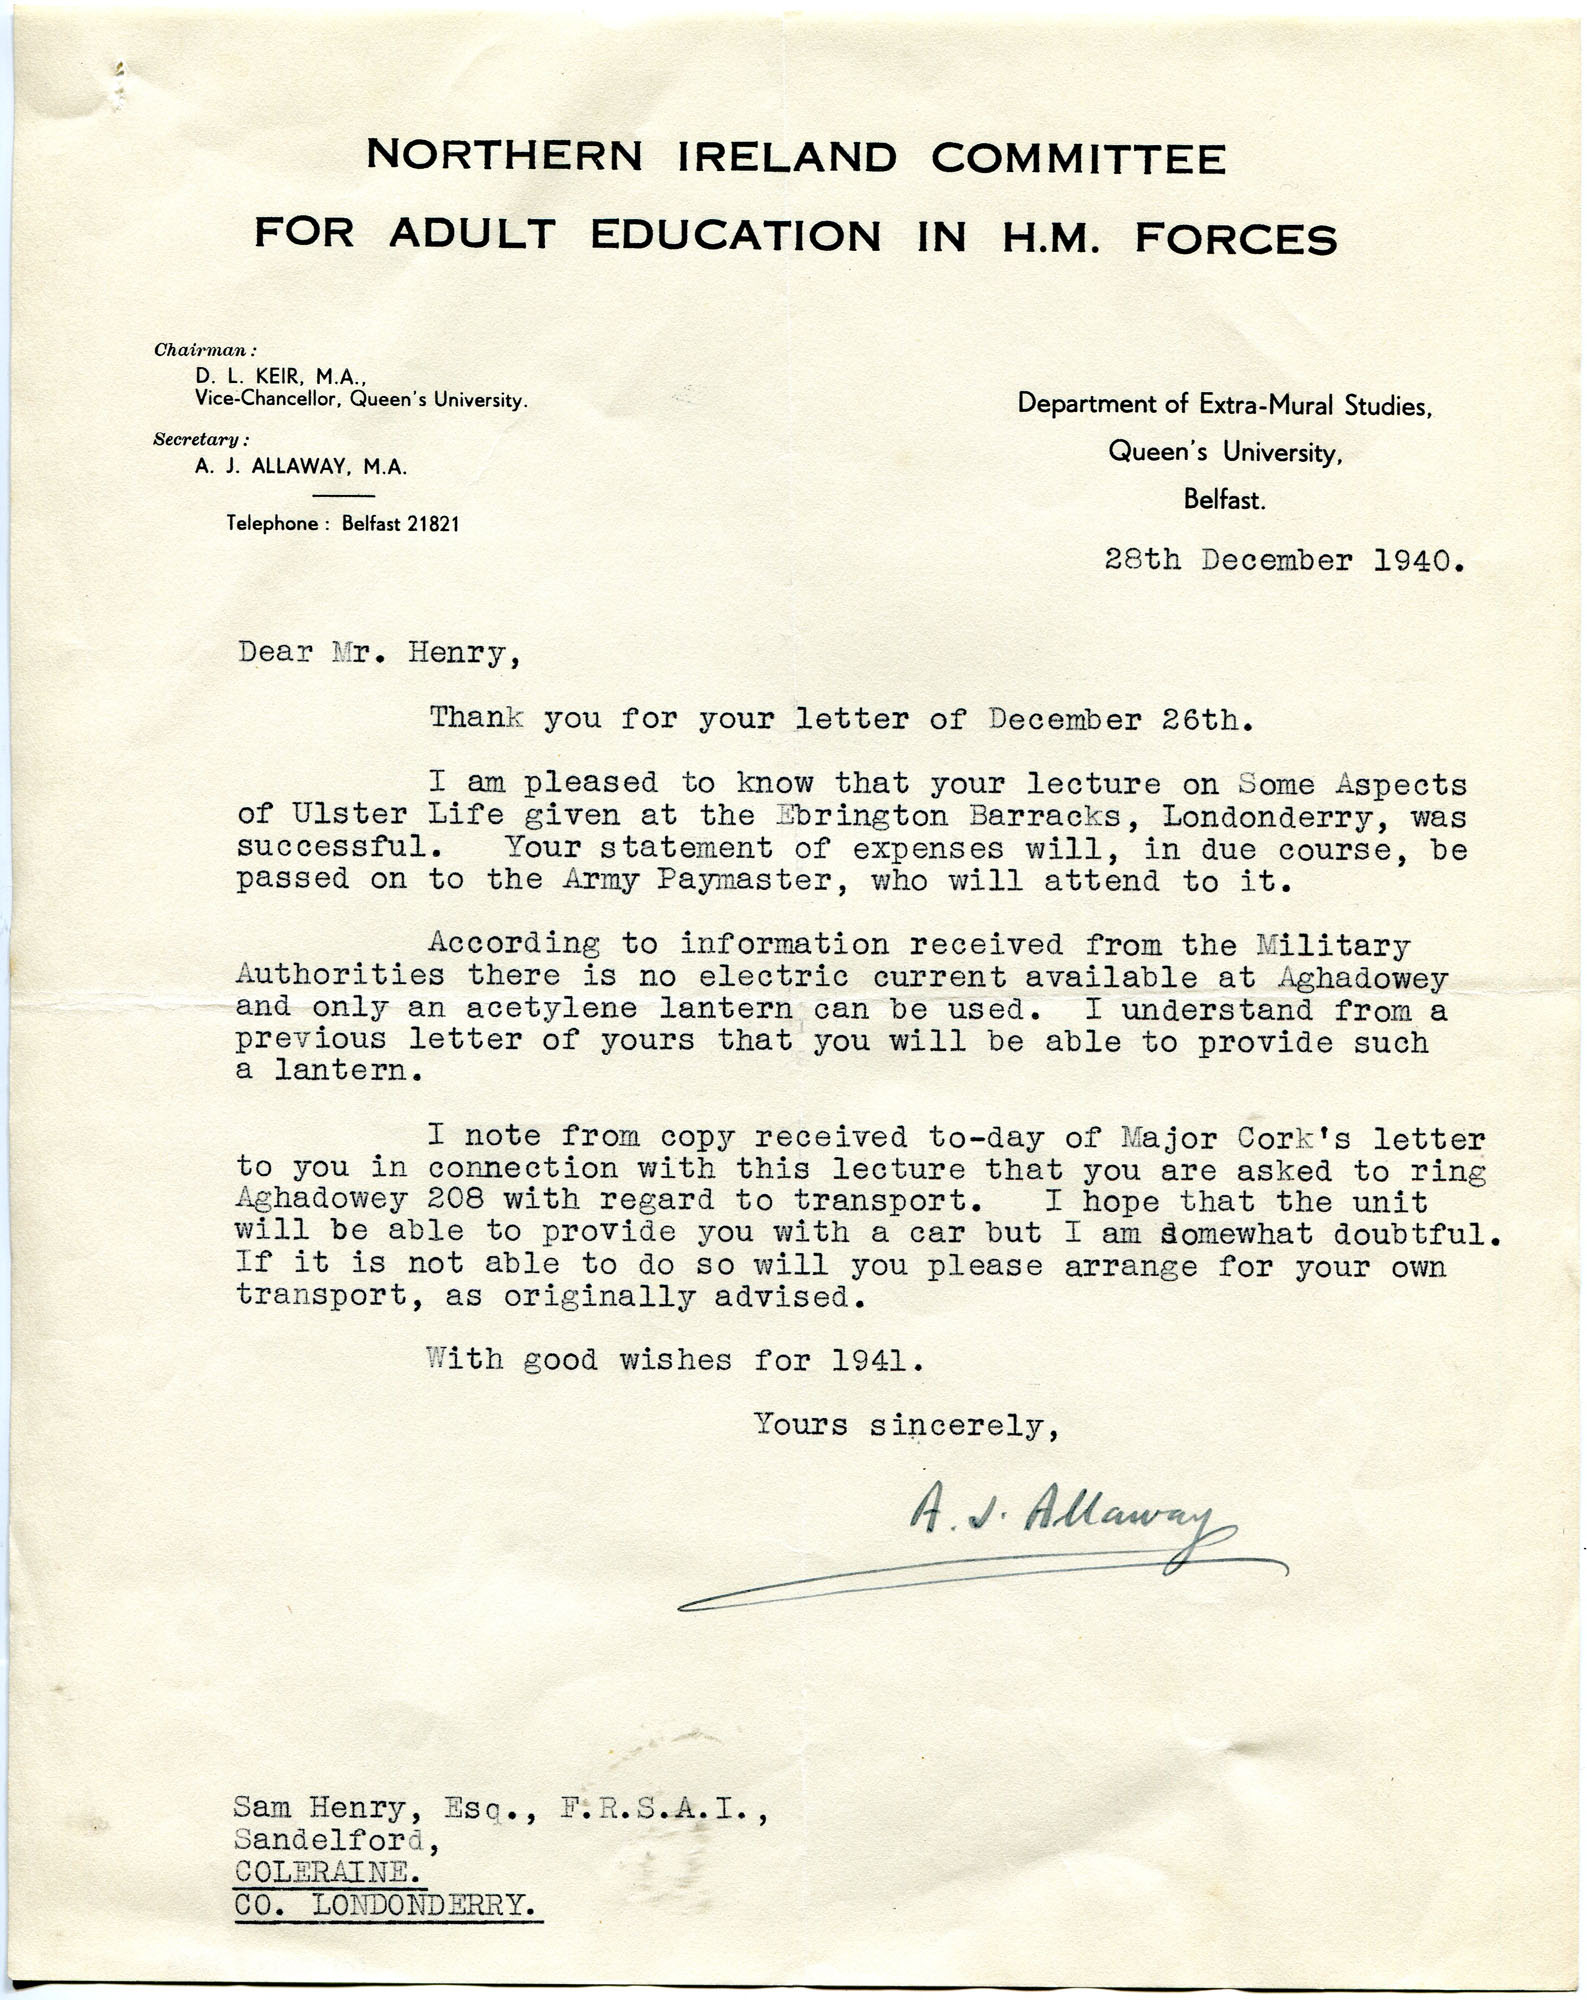 NORTHERN IRELAND COMMITTEE
FOR ADULT EDUCATION IN H.M. FORCES
Chairman:
D. L. KEIR, M.A.,
Vice-Chancellor, Queen's University.
Secretary:
A. J. ALLAWAY, M.A.
Telephone: Belfast 21821
Department of Extra-Mural Studies,
Queen's University,
Belfast.
28th December 1940.
Dear Mr. Henry,
Thank you for your letter of December 26th.
I am pleased to know that your lecture on Some Aspects
of Ulster Life given at the Ebrington Barracks, Londonderry, was
successful. Your statement of expenses will, in due course, be
passed on to the Army Paymaster, who will attend to it.
According to information received from the Military
Authorities there is no electric current available at Aghadowey
and only an acetylene lantern can be used. I understand from a
previous letter of yours that you will be able to provide such
a lantern.
I note from copy received to-day of Major Cork's letter
to you in connection with this lecture that you are asked to ring
Aghadowey 208 with regard to transport. I hope that the unit
will be able to provide you with a car but I am somewhat doubtful.
If it is not able to do so will you please arrange for your own
transport, as originally advised.
With good wishes for 1941.
Yours sincerely,
A. J. Allaway
Sam Henry, Esq., F.R.S.A.I.,
Sandelford,
COLERAINE.
CO. LONDONDERRY.